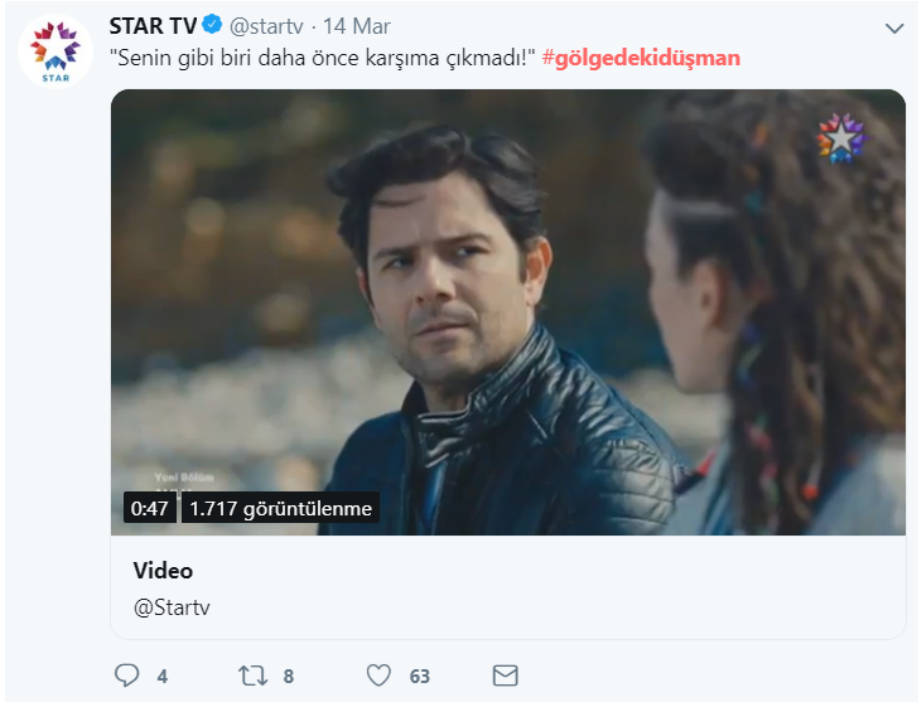 STAR TV @startv · 14 Mar
"Senin gibi biri daha önce karşıma çıkmadı!" #gölgedekidüşman
STAR
Yeni Bölüm
0:47 1.717 görüntülenme
Video
@Startv
4 8 63